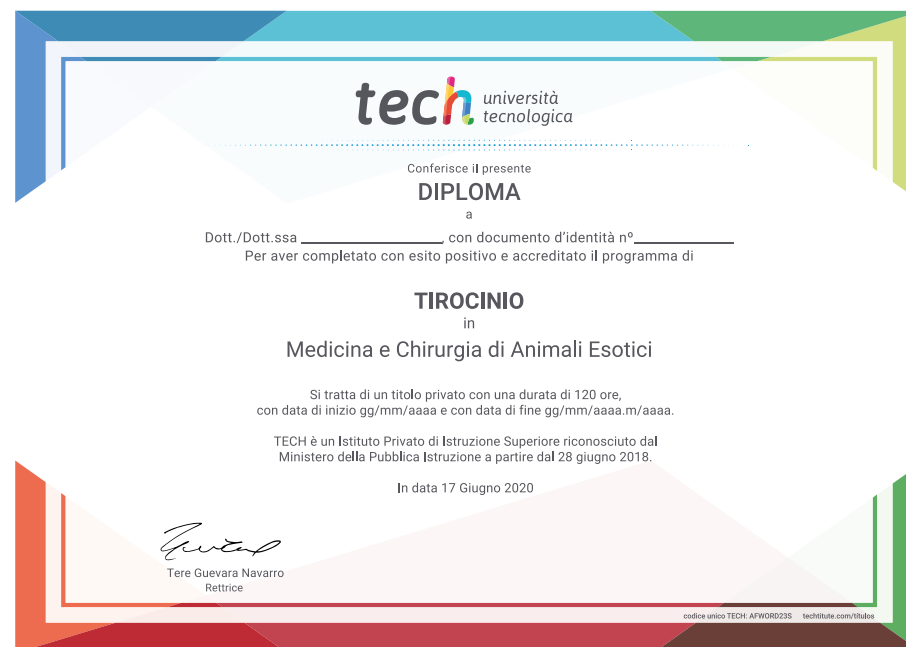 tech università
tecnologica
Conferisce il presente
DIPLOMA
a
Dott./Dott.ssa ____________________, con documento d'identità nº______________
Per aver completato con esito positivo e accreditato il programma di
TIROCINIO
in
Medicina e Chirurgia di Animali Esotici
Si tratta di un titolo privato con una durata di 120 ore,
con data di inizio gg/mm/aaaa e con data di fine gg/mm/aaaa.m/aaaa.
TECH è un Istituto Privato di Istruzione Superiore riconosciuto dal
Ministero della Pubblica Istruzione a partire dal 28 giugno 2018.
In data 17 Giugno 2020
Tere Guevara Navarro
Rettrice
codice unico TECH: AFWORD23S techtitute.com/títulos